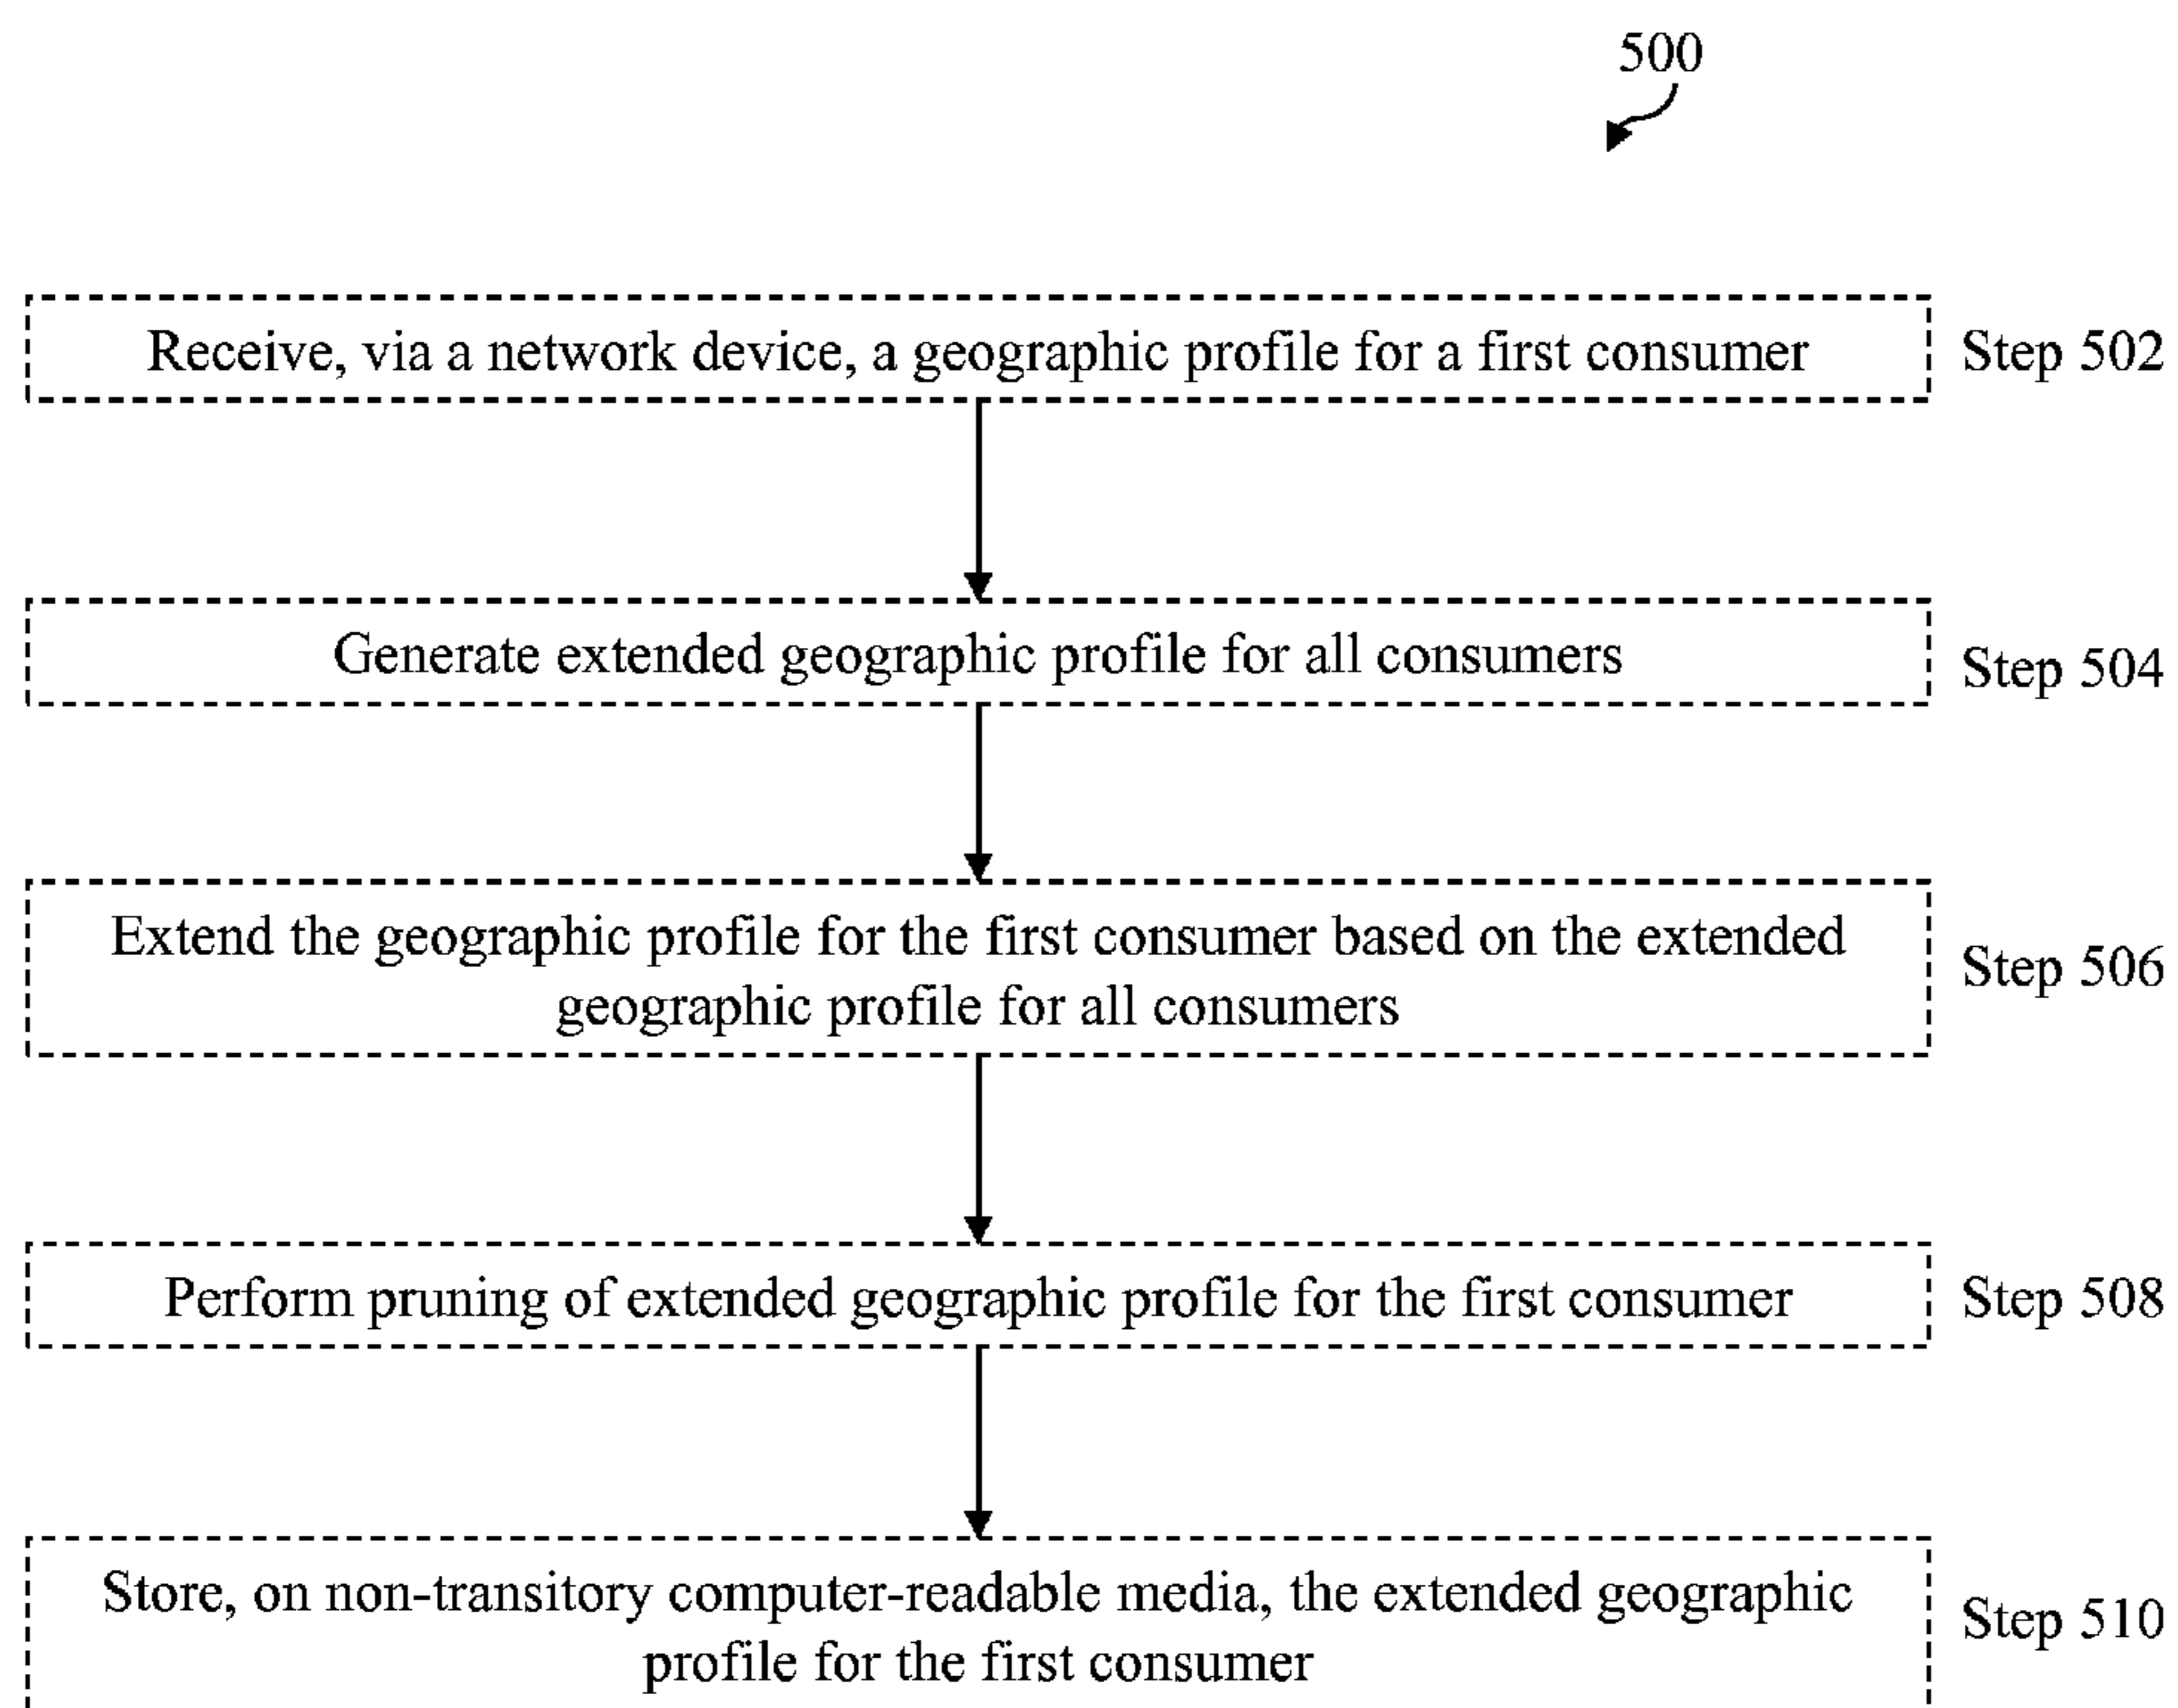 500
Receive, via a network device, a geographic profile for a first consumer
Step 502
Generate extended geographic profile for all consumers
Step 504
Extend the geographic profile for the first consumer based on the extended
geographic profile for all consumers
Step 506
Perform pruning of extended geographic profile for the first consumer
Step 508
Store, on non-transitory computer-readable media, the extended geographic
profile for the first consumer
Step 510